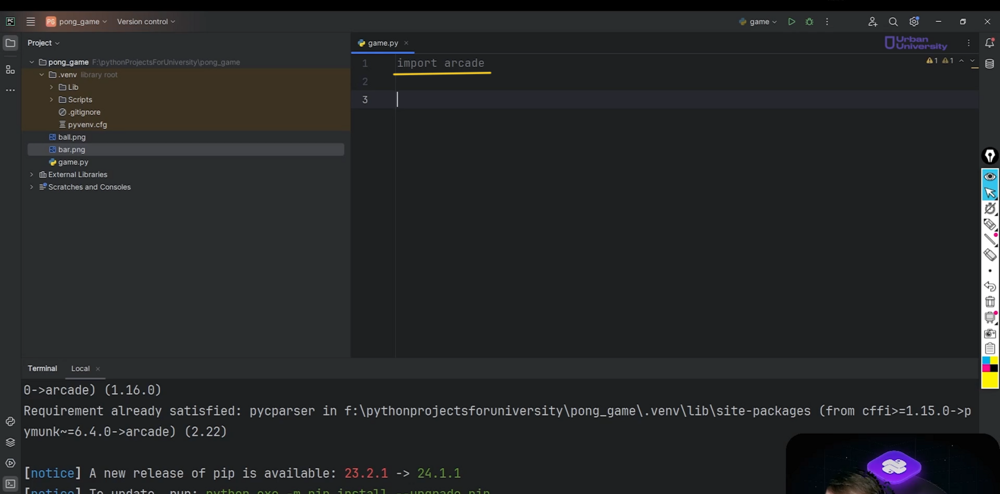 PC PG pong_game Version control game
Project
game.py
Urban
University
pong_game F:\pythonProjectsForUniversity\pong_game
1 import arcade
1 1
.venv library root
2
Lib
Scripts
3
.gitignore
pyvenv.cfg
ball.png
bar.png
game.py
External Libraries
Scratches and Consoles
Terminal Local
0->arcade) (1.16.0)
Requirement already satisfied: pycparser in f:\pythonprojectsforuniversity\pong_game\.venv\lib\site-packages (from cffi>=1.15.0->p
ymunk~=6.4.0->arcade) (2.22)
[notice] A new release of pip is available: 23.2.1 -> 24.1.1
[notice] To update, run: python.exe -m pip install --upgrade pip